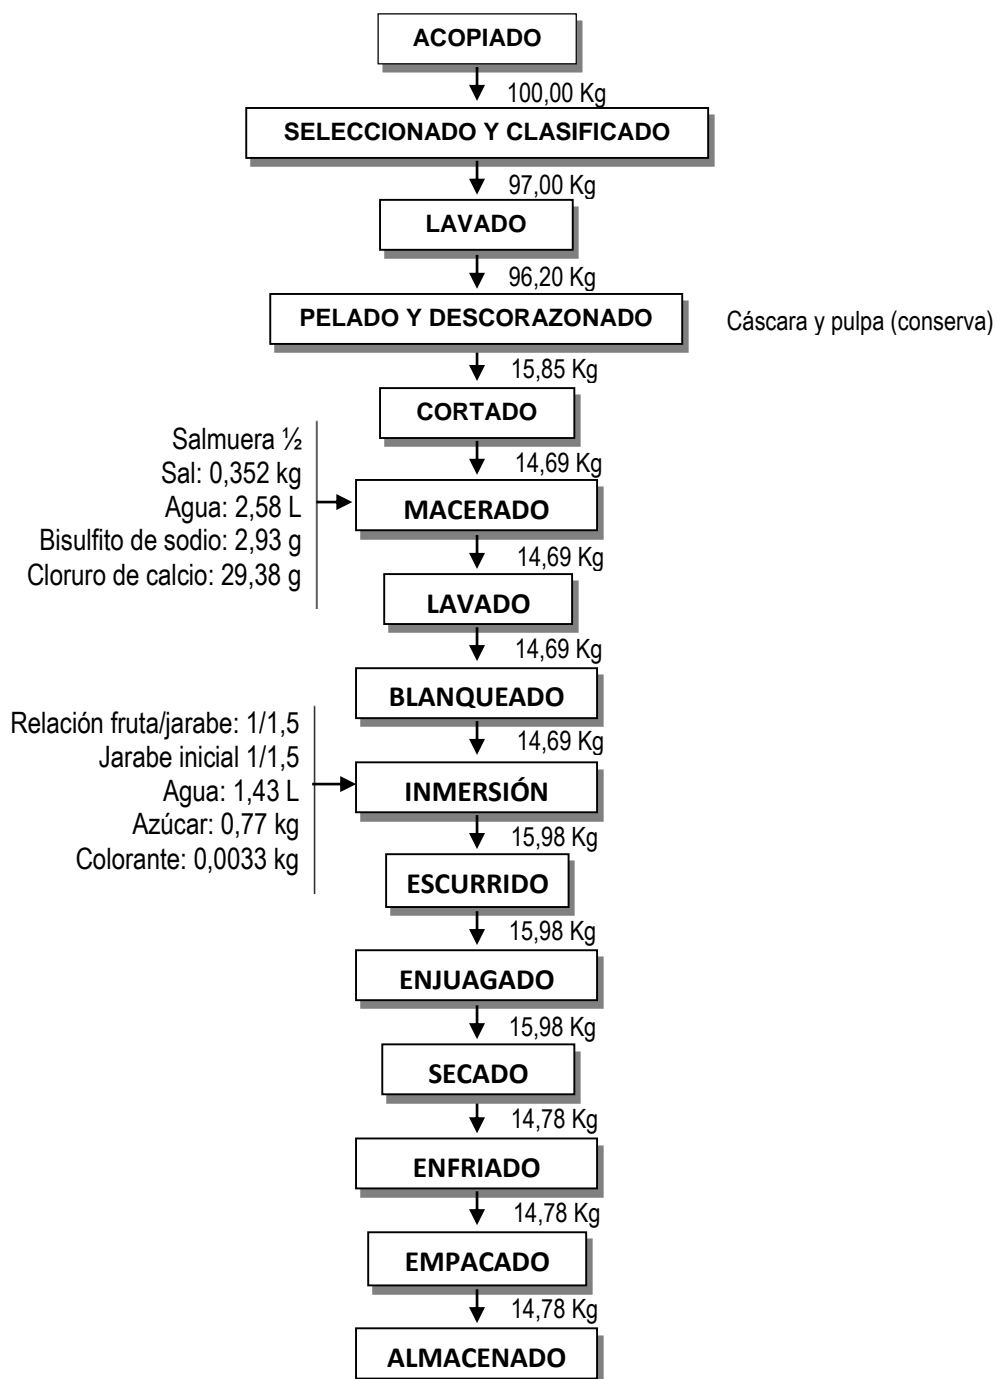 ACOPIADO
100,00 Kg
SELECCIONADO Y CLASIFICADO
97,00 Kg
LAVADO
96,20 Kg
PELADO Y DESCORAZONADO
Cáscara y pulpa (conserva)
15,85 Kg
CORTADO
14,69 Kg
Salmuera ½
Sal: 0,352 kg
Agua: 2,58 L
Bisulfito de sodio: 2,93 g
Cloruro de calcio: 29,38 g
MACERADO
14,69 Kg
LAVADO
14,69 Kg
BLANQUEADO
14,69 Kg
Relación fruta/jarabe: 1/1,5
Jarabe inicial 1/1,5
Agua: 1,43 L
Azúcar: 0,77 kg
Colorante: 0,0033 kg
INMERSIÓN
15,98 Kg
ESCURRIDO
15,98 Kg
ENJUAGADO
15,98 Kg
SECADO
14,78 Kg
ENFRIADO
14,78 Kg
EMPACADO
14,78 Kg
ALMACENADO